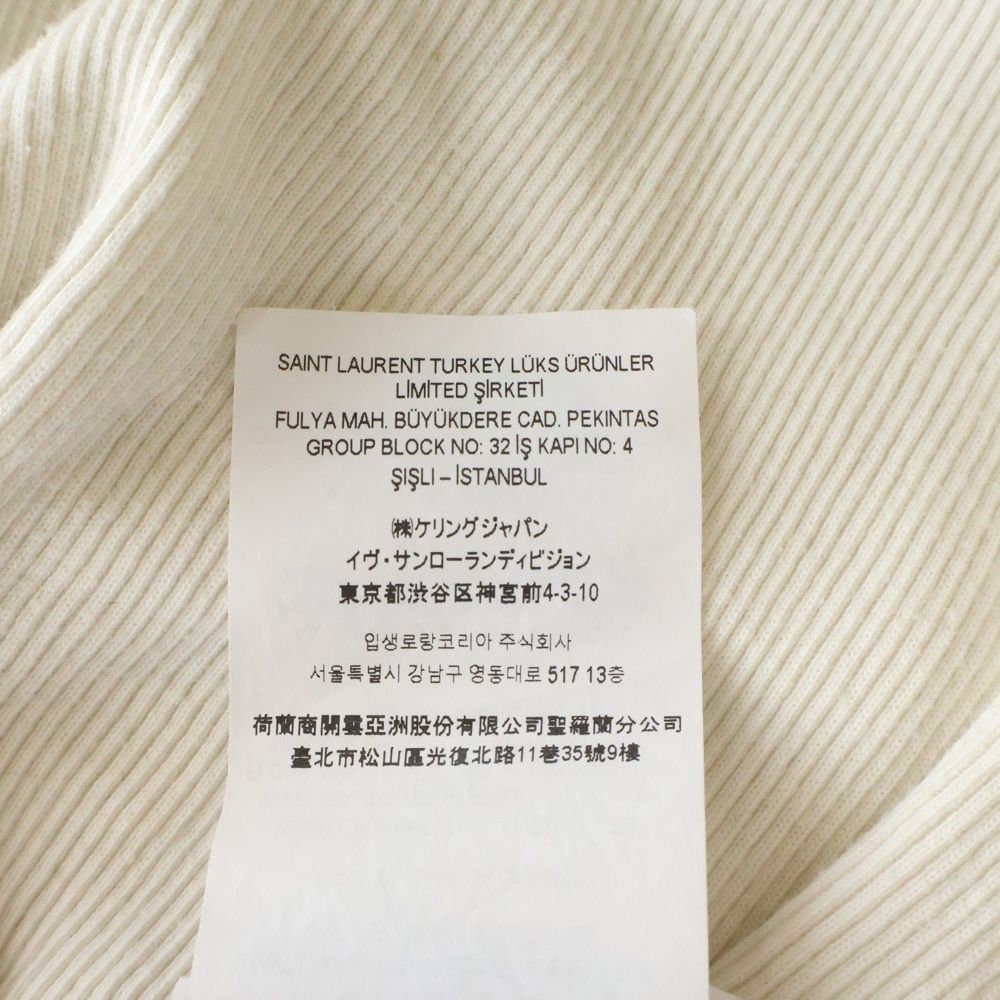 SAINT LAURENT TURKEY LÜKS ÜRÜNLER
LİMİTED ŞİRKETİ
FULYA MAH. BÜYÜKDERE CAD. PEKINTAS
GROUP BLOCK NO: 32 İŞ KAPI NO: 4
ŞIŞLI – İSTANBUL
㈱ケリングジャパン
イヴ・サンローランディビジョン
東京都渋谷区神宮前4-3-10
입생로랑코리아 주식회사
서울특별시 강남구 영동대로 517 13층
荷蘭商開雲亞洲股份有限公司聖羅蘭分公司
臺北市松山區光復北路11巷35號9樓